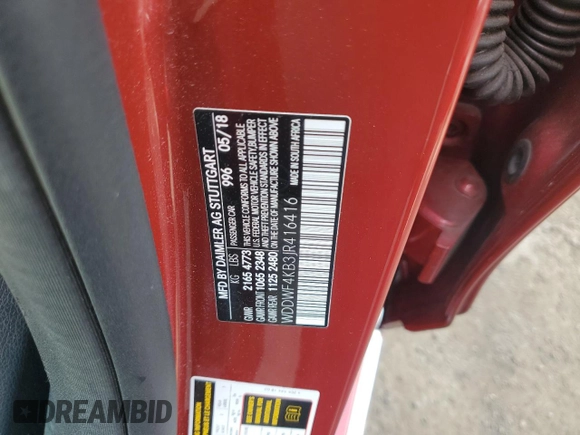 MFD BY DAIMLER AG STUTTGART
PASSENGER CAR 996 05/18
KG LBS
GVWR 2165 4773
GAWR FRONT 1065 2348
GAWR REAR 1125 2480
THIS VEHICLE CONFORMS TO ALL APPLICABLE
U.S. FEDERAL MOTOR VEHICLE SAFETY, BUMPER
AND THEFT PREVENTION STANDARDS IN EFFECT
ON THE DATE OF MANUFACTURE SHOWN ABOVE
WDDWF4KB3JR416416
MADE IN SOUTH AFRICA
DREAMBID